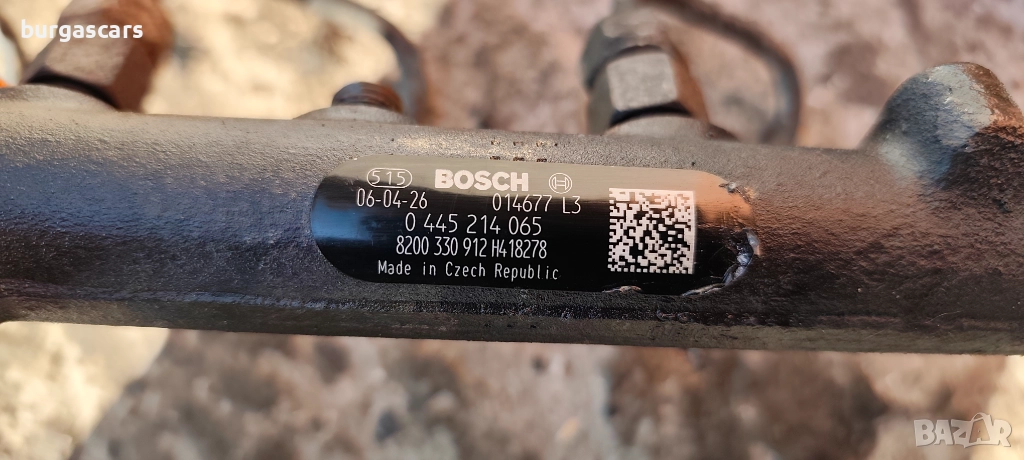 burgascars
515 BOSCH
06-04-26 014677 L3
0 445 214 065
8200 330 912 H418278
Made in Czech Republic
BAZAR